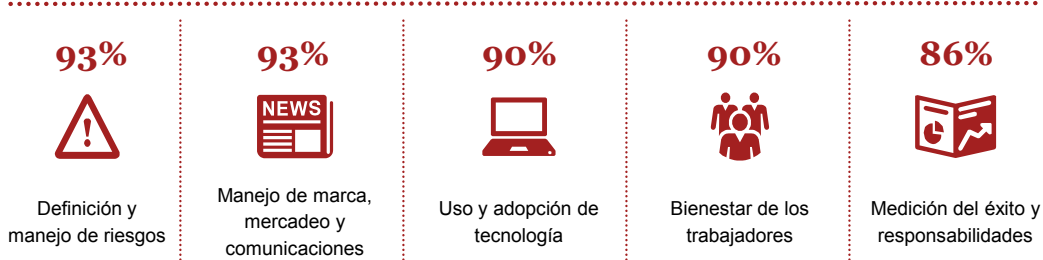 93%
Definición y
manejo de riesgos
93%
NEWS
Manejo de marca,
mercadeo y
comunicaciones
90%
Uso y adopción de
tecnología
90%
Bienestar de los
trabajadores
86%
Medición del éxito y
responsabilidades